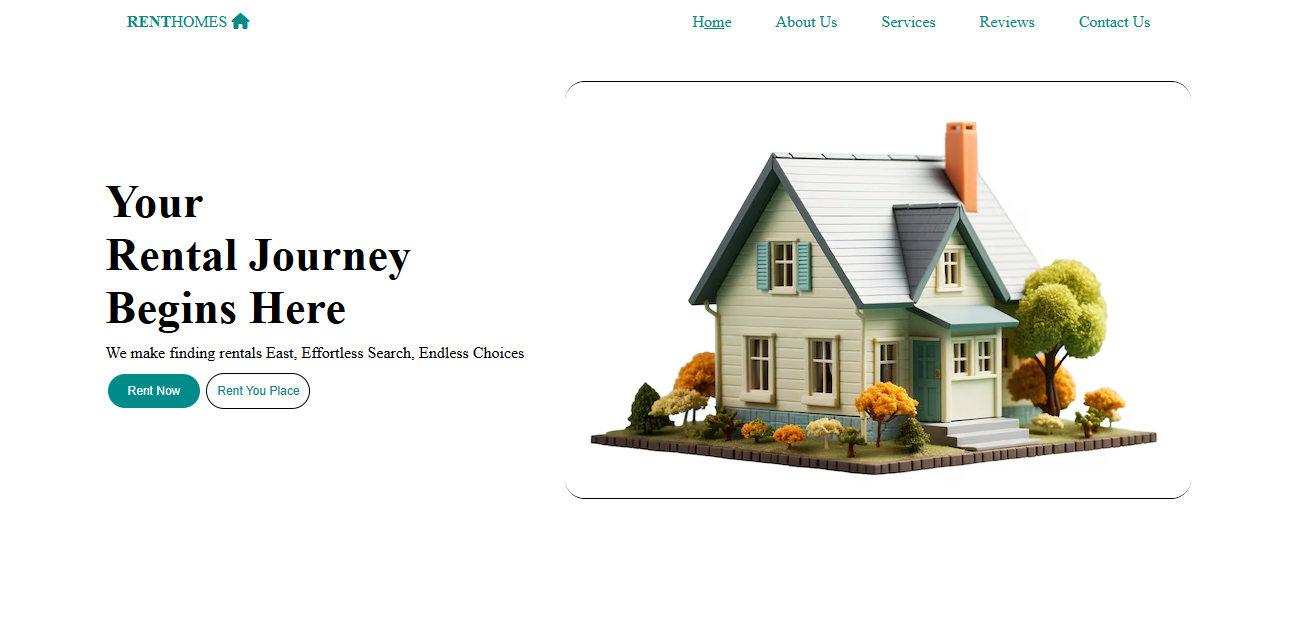 RENTHOMES
Home About Us Services Reviews Contact Us
Your
Rental Journey
Begins Here
We make finding rentals East, Effortless Search, Endless Choices
Rent Now Rent You Place